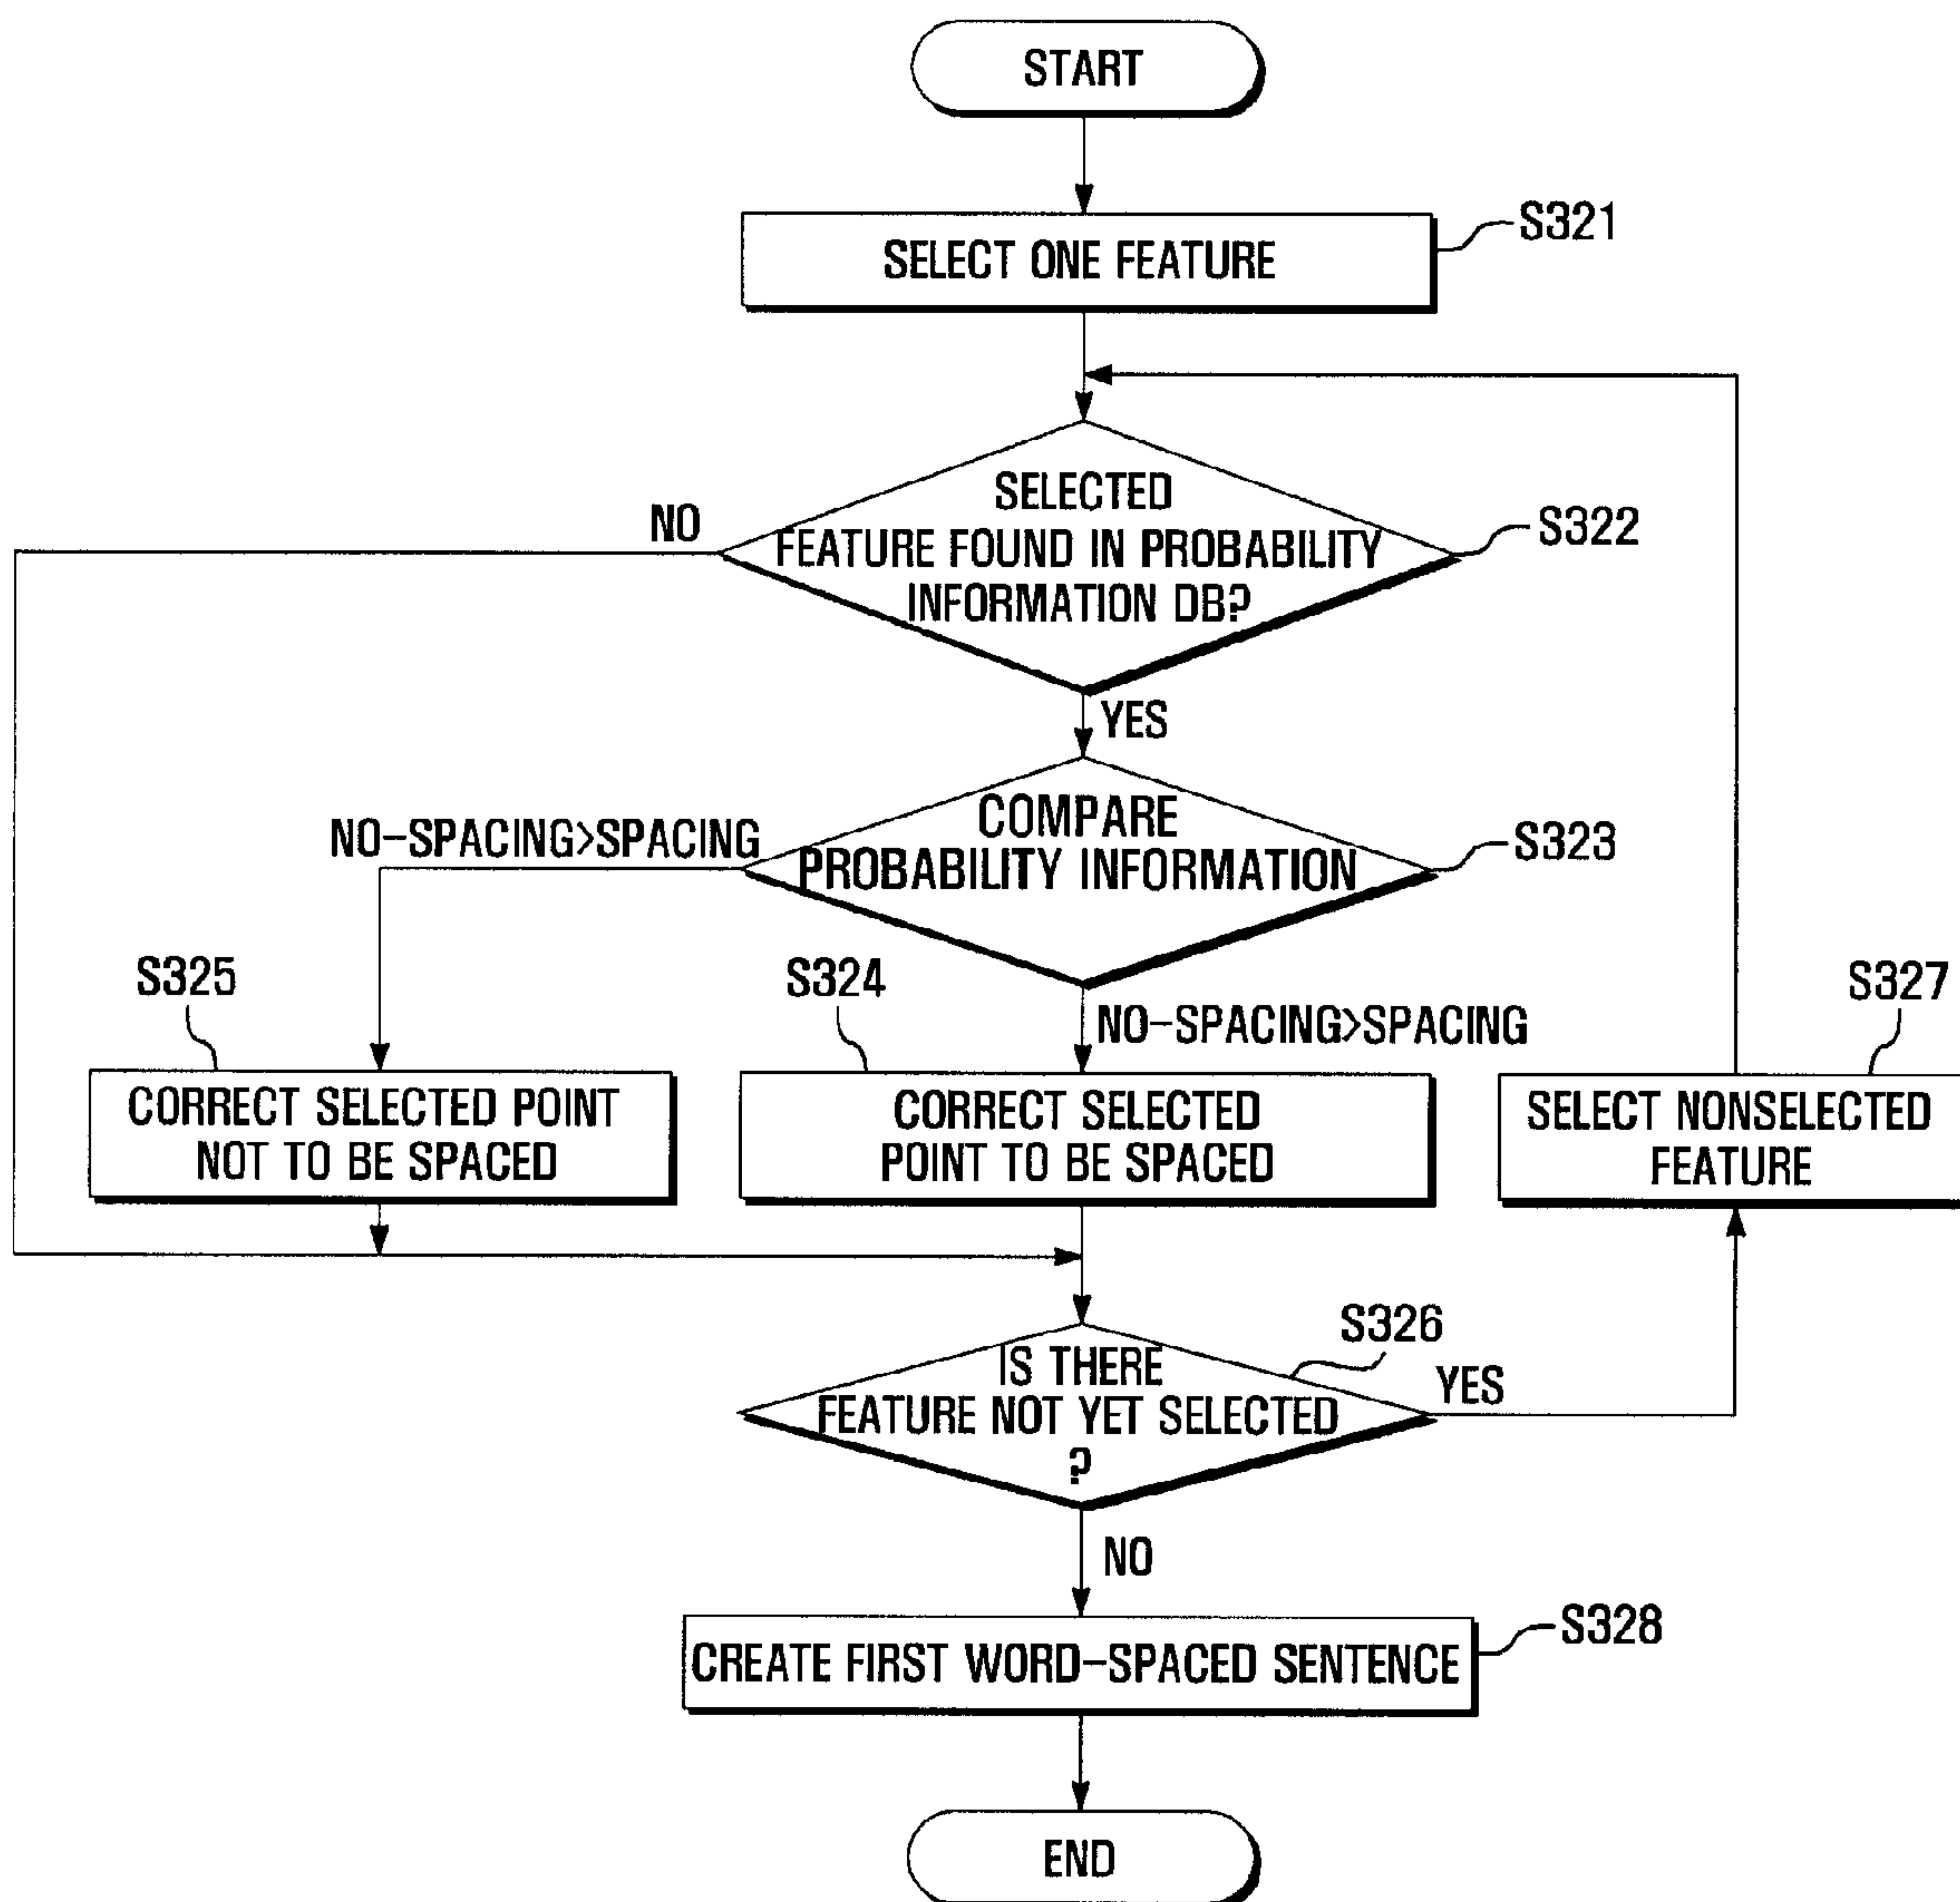 START
SELECT ONE FEATURE
S321
SELECTED
FEATURE FOUND IN PROBABILITY
INFORMATION DB?
S322
NO
YES
COMPARE
PROBABILITY INFORMATION
S323
NO-SPACING>SPACING
NO-SPACING>SPACING
S325
CORRECT SELECTED POINT
NOT TO BE SPACED
S324
CORRECT SELECTED
POINT TO BE SPACED
S327
SELECT NONSELECTED
FEATURE
S326
IS THERE
FEATURE NOT YET SELECTED
?
YES
NO
CREATE FIRST WORD-SPACED SENTENCE
S328
END